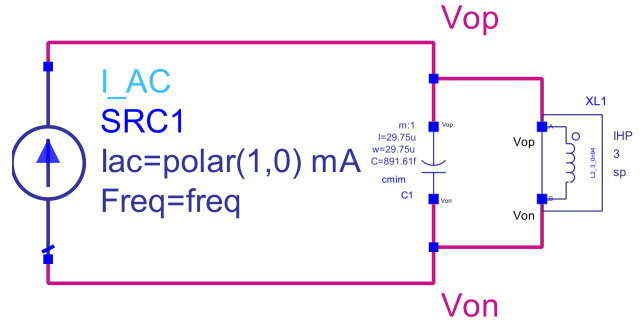 Vop
I_AC
SRC1
Iac=polar(1,0) mA
Freq=freq
m:1
l=29.75u
w=29.75u
C=891.61f
cmim
C1
Vop
Von
XL1
A
Vop
Von
B
IHP
3
sp
Von